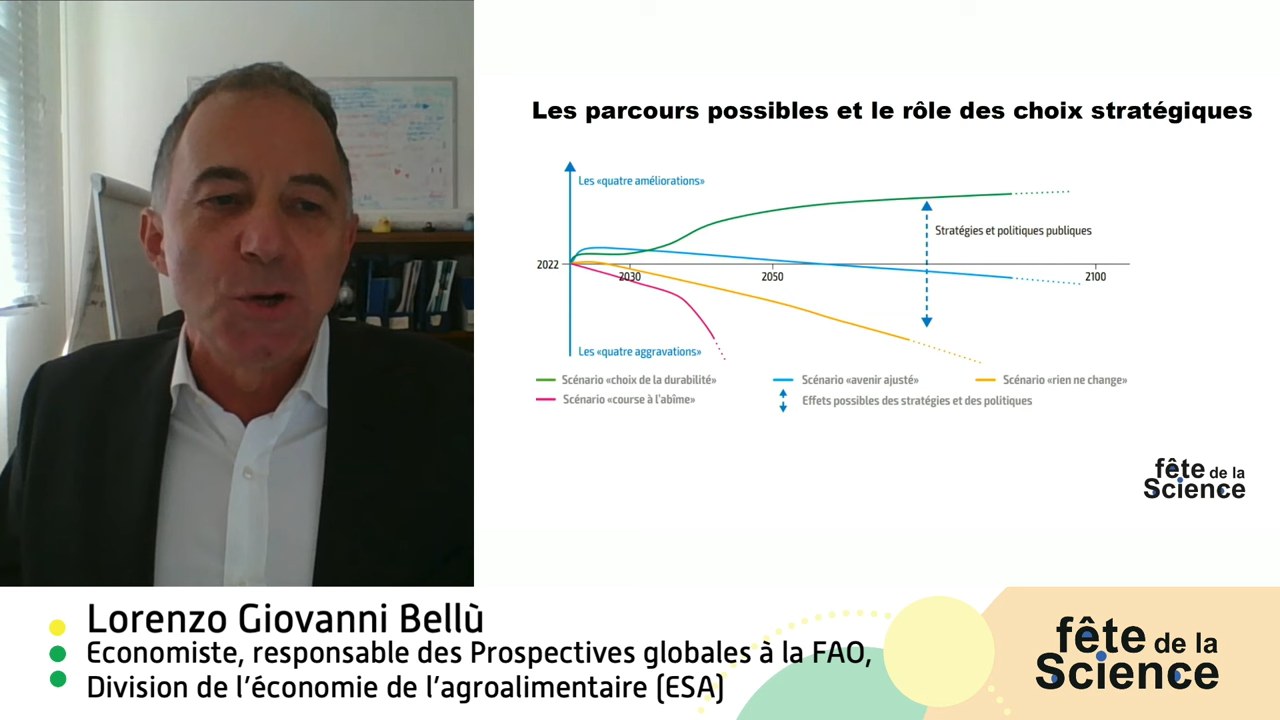 Les parcours possibles et le rôle des choix stratégiques
Les «quatre améliorations»
Stratégies et politiques publiques
2022
2030
2050
2100
Les «quatre aggravations»
Scénario «choix de la durabilité»
Scénario «avenir ajusté»
Scénario «rien ne change»
Scénario «course à l'abîme»
Effets possibles des stratégies et des politiques
fête de la
Science
Lorenzo Giovanni Bellù
Economiste, responsable des Prospectives globales à la FAO,
Division de l'économie de l'agroalimentaire (ESA)
fête de la
Science